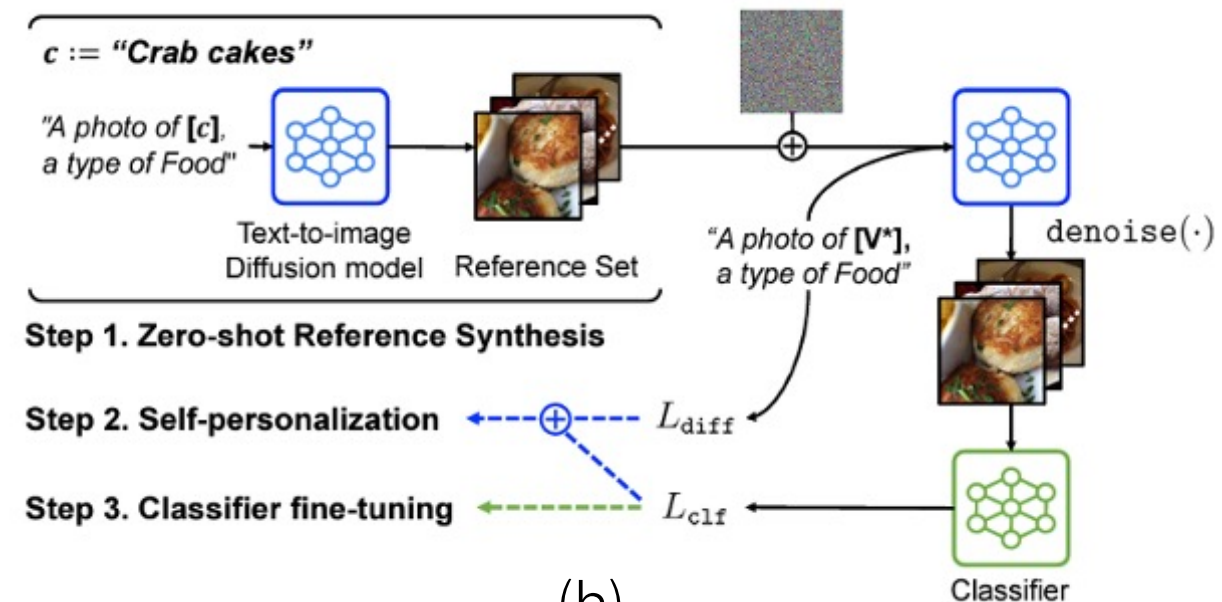 c := "Crab cakes"
"A photo of [c],
a type of Food"
Text-to-image
Diffusion model
Reference Set
"A photo of [V*],
a type of Food"
denoise(·)
Step 1. Zero-shot Reference Synthesis
Step 2. Self-personalization
L_diff
Step 3. Classifier fine-tuning
L_clf
Classifier
(b)